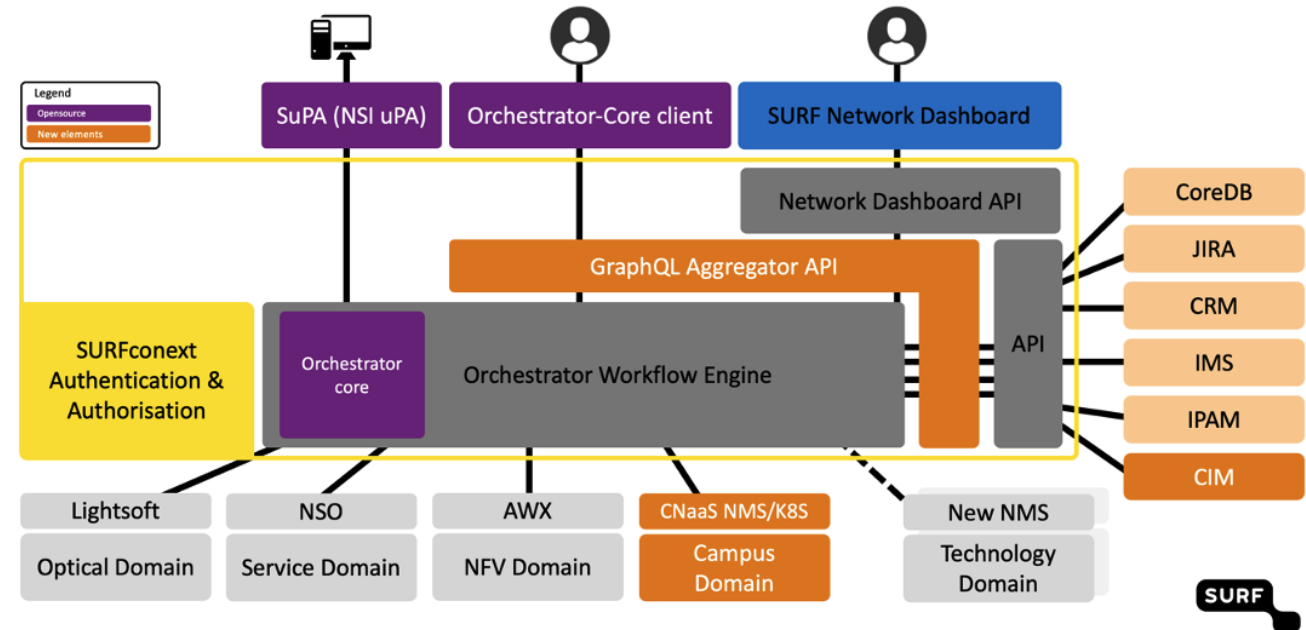 Legend
Opensource
New elements
SuPA (NSI uPA)
Orchestrator-Core client
SURF Network Dashboard
Network Dashboard API
GraphQL Aggregator API
API
SURFconext
Authentication &
Authorisation
Orchestrator
core
Orchestrator Workflow Engine
CoreDB
JIRA
CRM
IMS
IPAM
CIM
Lightsoft
Optical Domain
NSO
Service Domain
AWX
NFV Domain
CNaaS NMS/K8S
Campus
Domain
New NMS
Technology
Domain
SURF